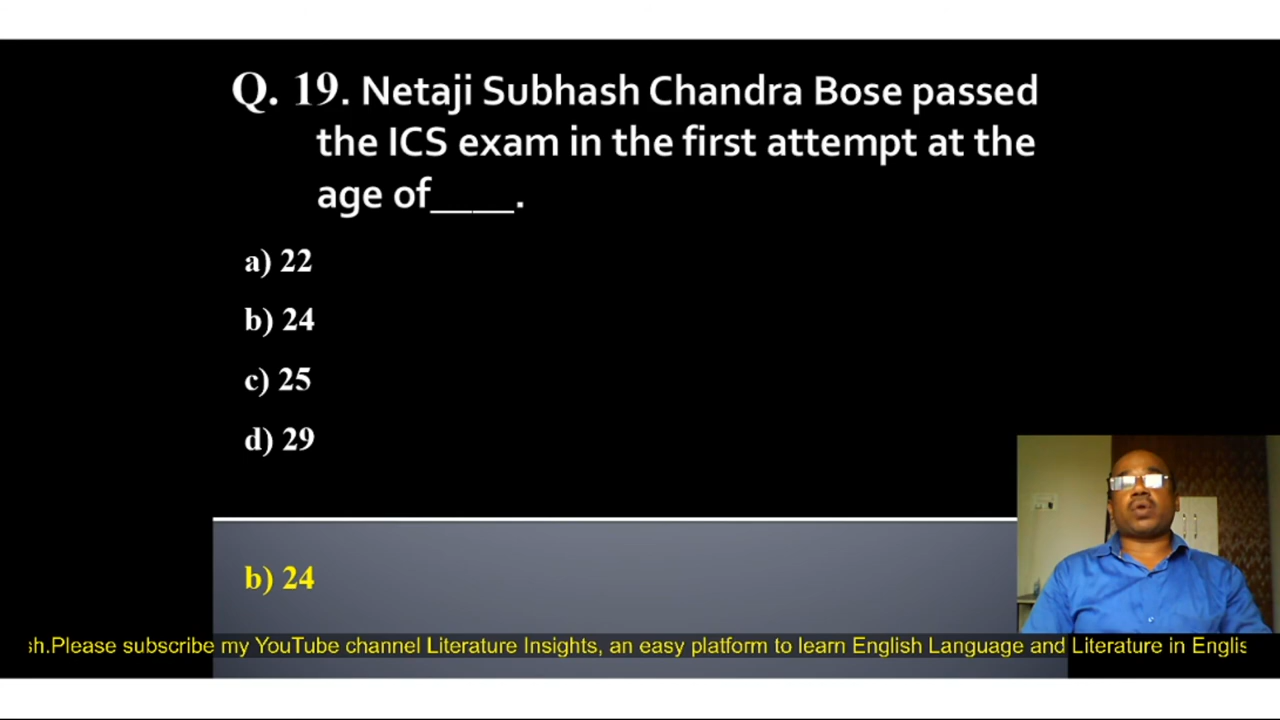 Q. 19. Netaji Subhash Chandra Bose passed
the ICS exam in the first attempt at the
age of_____.
a) 22
b) 24
c) 25
d) 29
b) 24
sh.Please subscribe my YouTube channel Literature Insights, an easy platform to learn English Language and Literature in Englis